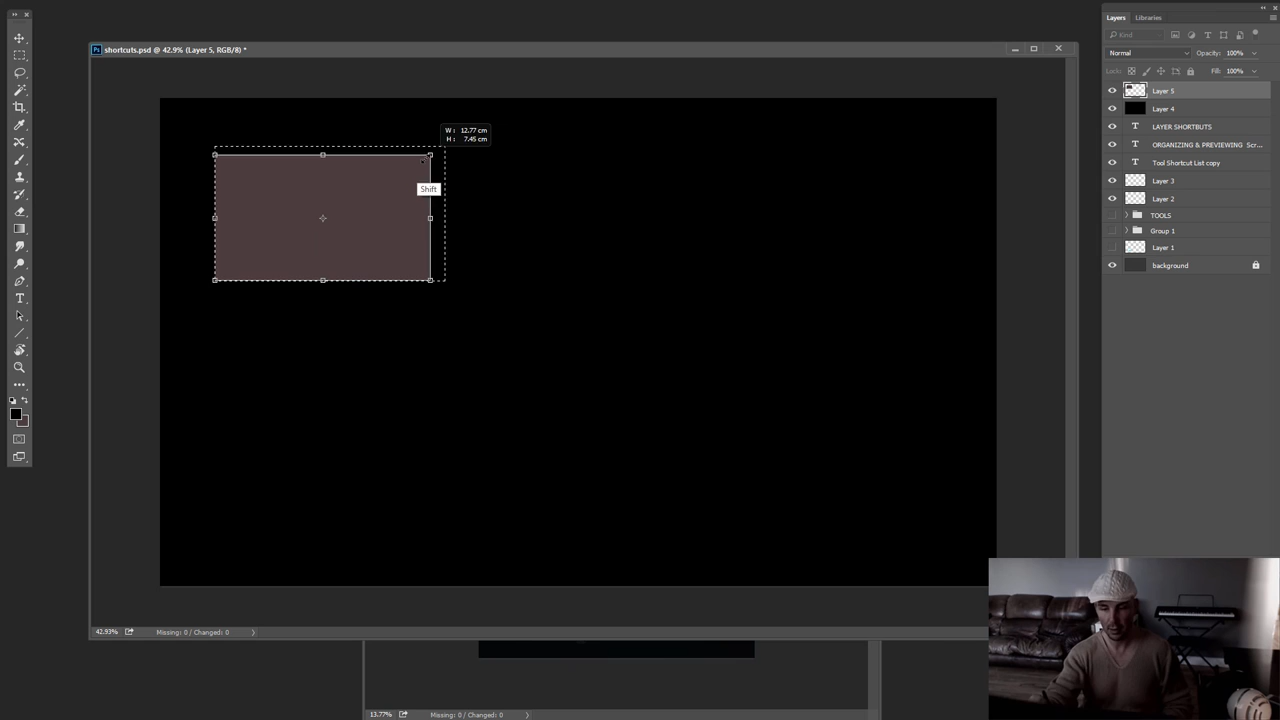 shortcuts.psd @ 42.9% (Layer 5, RGB/8) *
W: 12.77 cm
H: 7.45 cm
Shift
42.93%
Missing: 0 / Changed: 0
13.77%
Missing: 0 / Changed: 0
Layers
Libraries
Kind
Normal
Opacity: 100%
Lock:
Fill: 100%
Layer 5
Layer 4
LAYER SHORTBUTS
ORGANIZING & PREVIEWING Scr...
Tool Shortcut List copy
Layer 3
Layer 2
TOOLS
Group 1
Layer 1
background